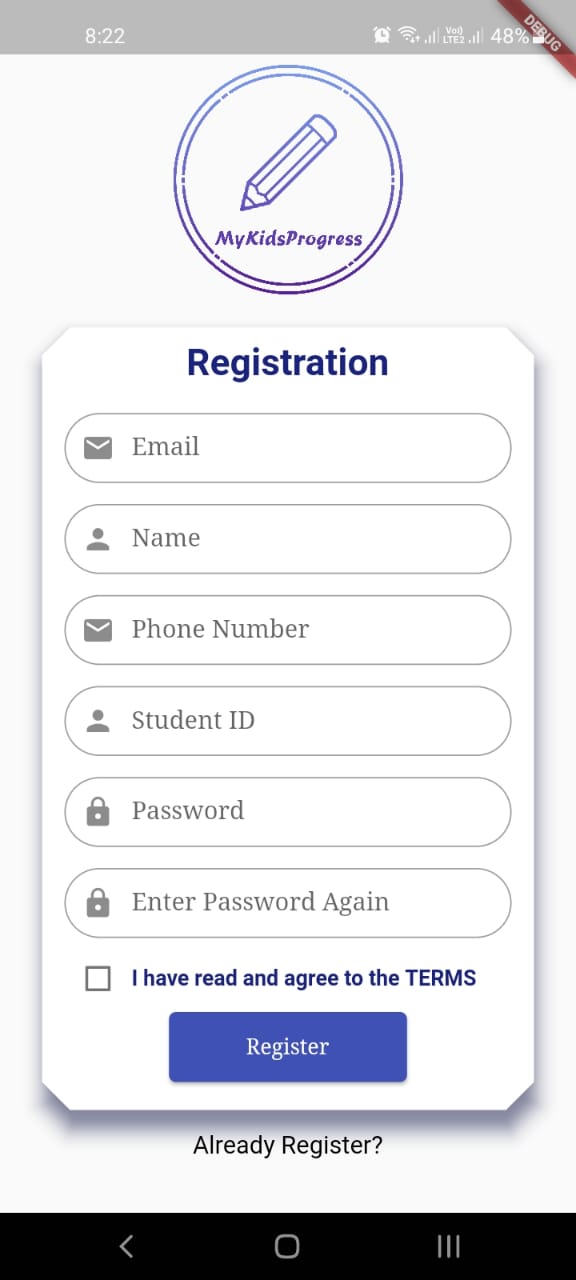 8:22
Vo)) LTE2
48%
DEBUG
MyKidsProgress
Registration
Email
Name
Phone Number
Student ID
Password
Enter Password Again
I have read and agree to the TERMS
Register
Already Register?